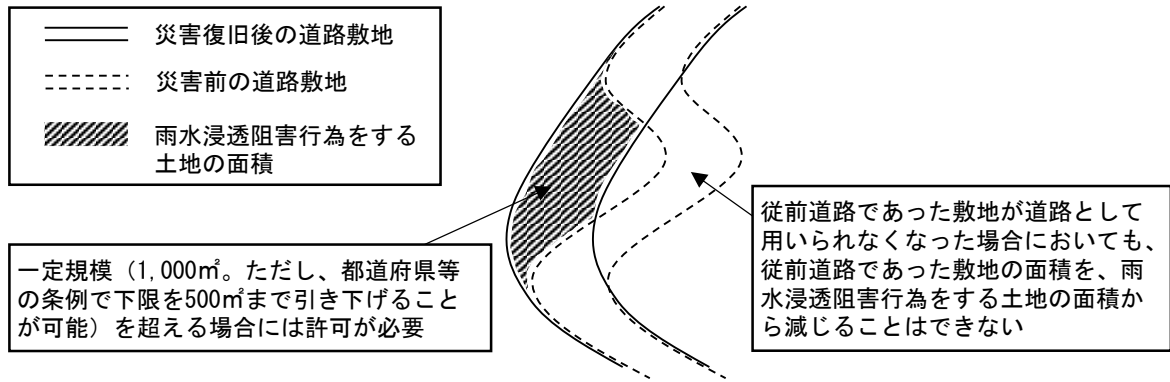 災害復旧後の道路敷地
災害前の道路敷地
雨水浸透阻害行為をする
土地の面積
一定規模（1,000㎡。ただし、都道府県等
の条例で下限を500㎡まで引き下げること
が可能）を超える場合には許可が必要
従前道路であった敷地が道路として
用いられなくなった場合においても、
従前道路であった敷地の面積を、雨
水浸透阻害行為をする土地の面積か
ら減じることはできない